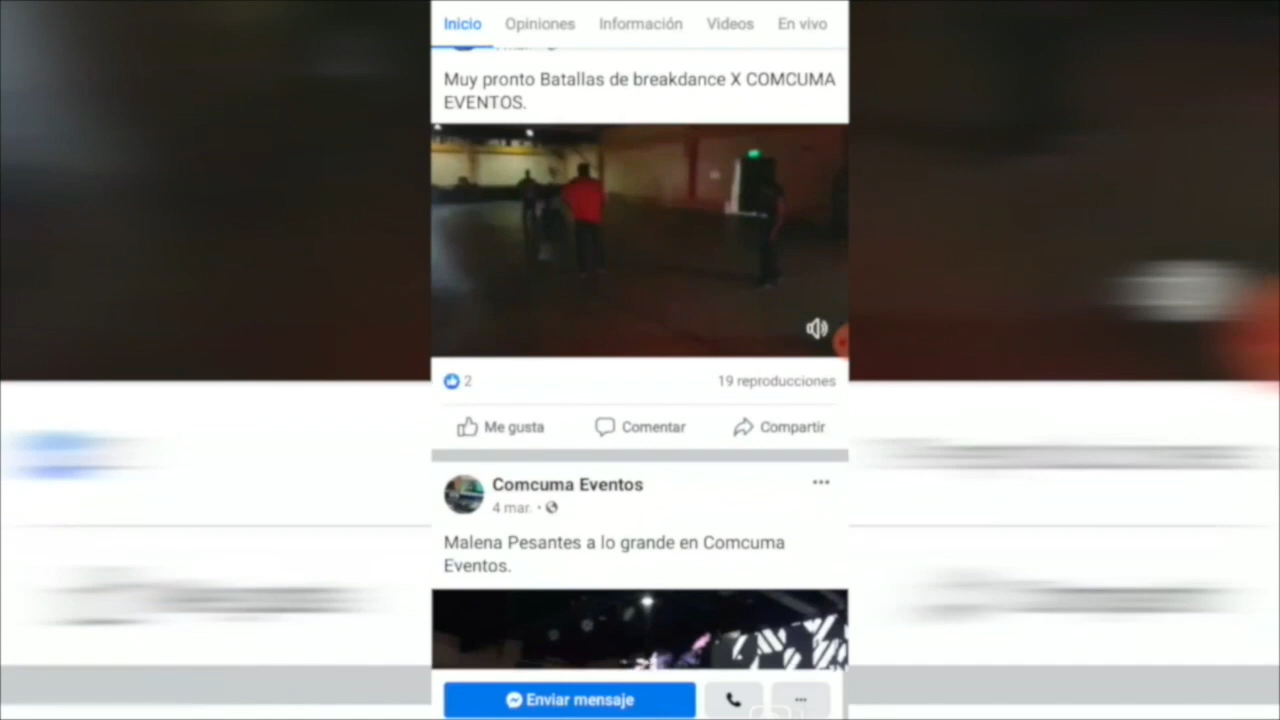 Inicio Opiniones Información Videos En vivo
Muy pronto Batallas de breakdance X COMCUMA
EVENTOS.
2 19 reproducciones
Me gusta Comentar Compartir
Comcuma Eventos
4 mar.
Malena Pesantes a lo grande en Comcuma
Eventos.
Enviar mensaje